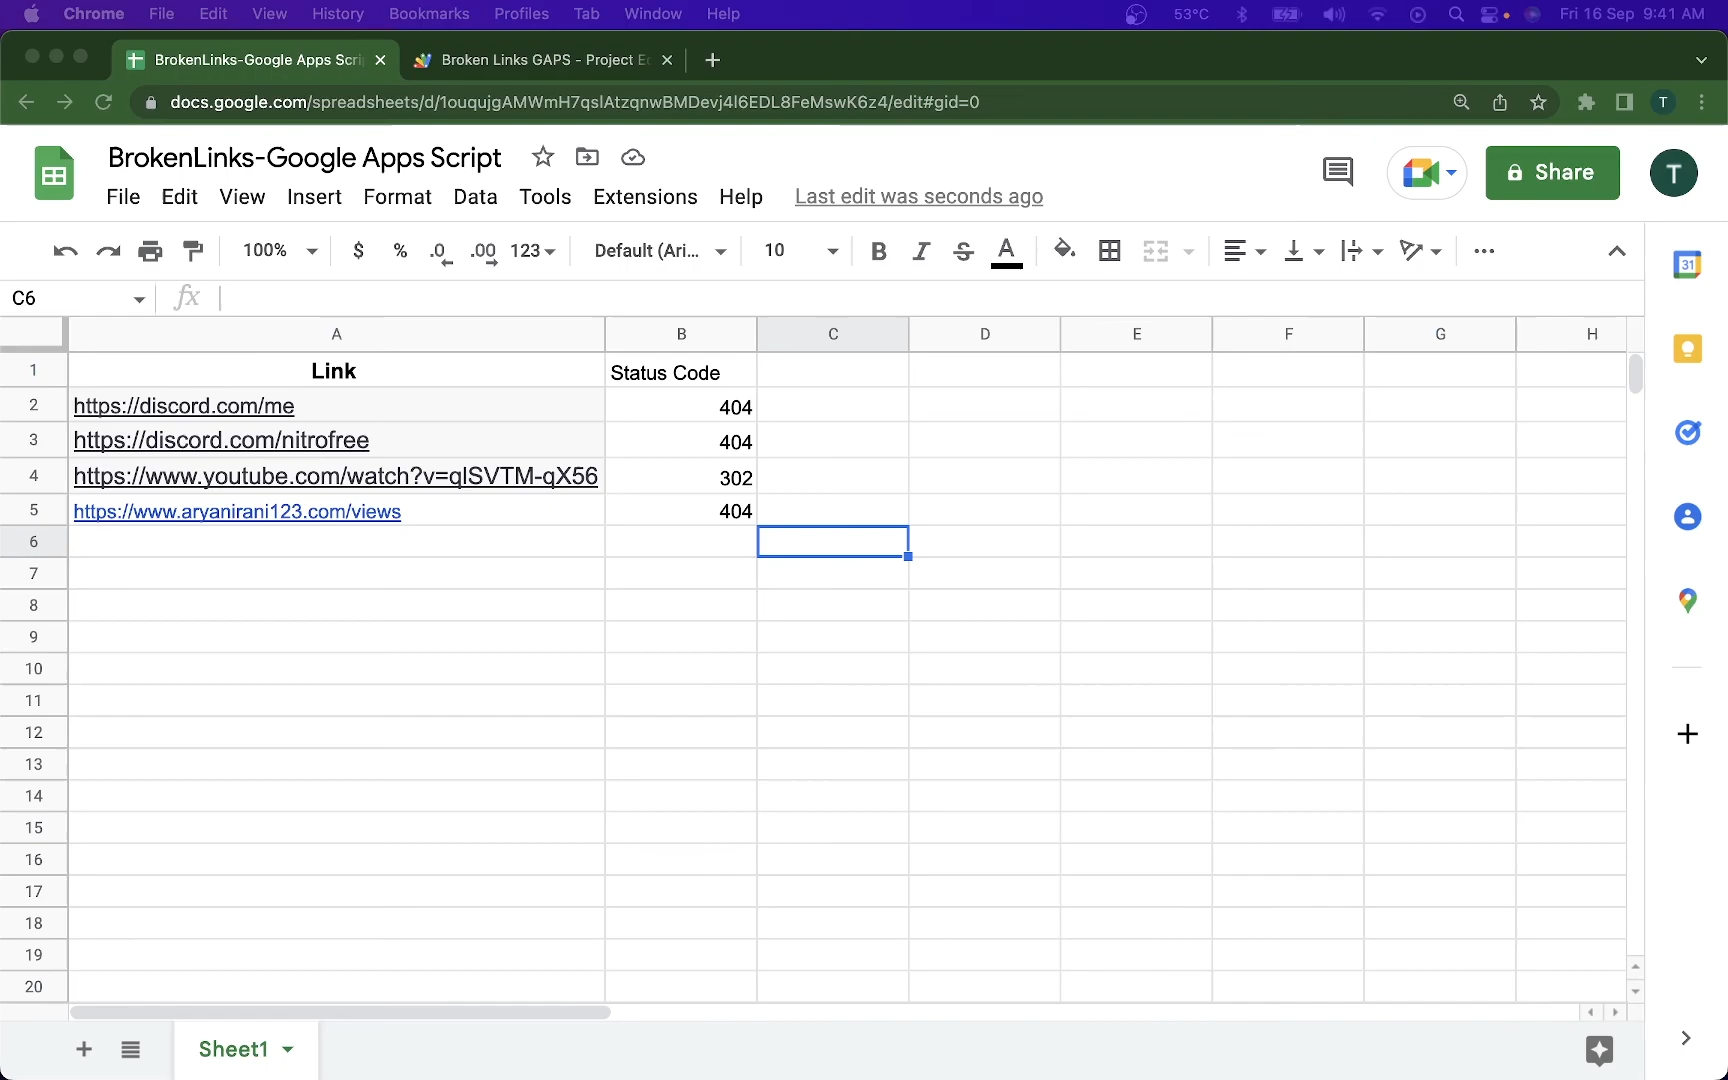 Chrome File Edit View History Bookmarks Profiles Tab Window Help 53°C Fri 16 Sep 9:41 AM
BrokenLinks-Google Apps Scri Broken Links GAPS - Project E
docs.google.com/spreadsheets/d/1ouqujgAMWmH7qslAtzqnwBMDevj4l6EDL8FeMswK6z4/edit#gid=0 T
BrokenLinks-Google Apps Script
Share T
File Edit View Insert Format Data Tools Extensions Help Last edit was seconds ago
100% $ % .0 .00 123 Default (Ari... 10 B I S A
31
C6 fx
A B C D E F G H
1 Link Status Code
2 https://discord.com/me 404
3 https://discord.com/nitrofree 404
4 https://www.youtube.com/watch?v=qlSVTM-qX56 302
5 https://www.aryanirani123.com/views 404
6
7
8
9
10
11
12
13
14
15
16
17
18
19
20
Sheet1